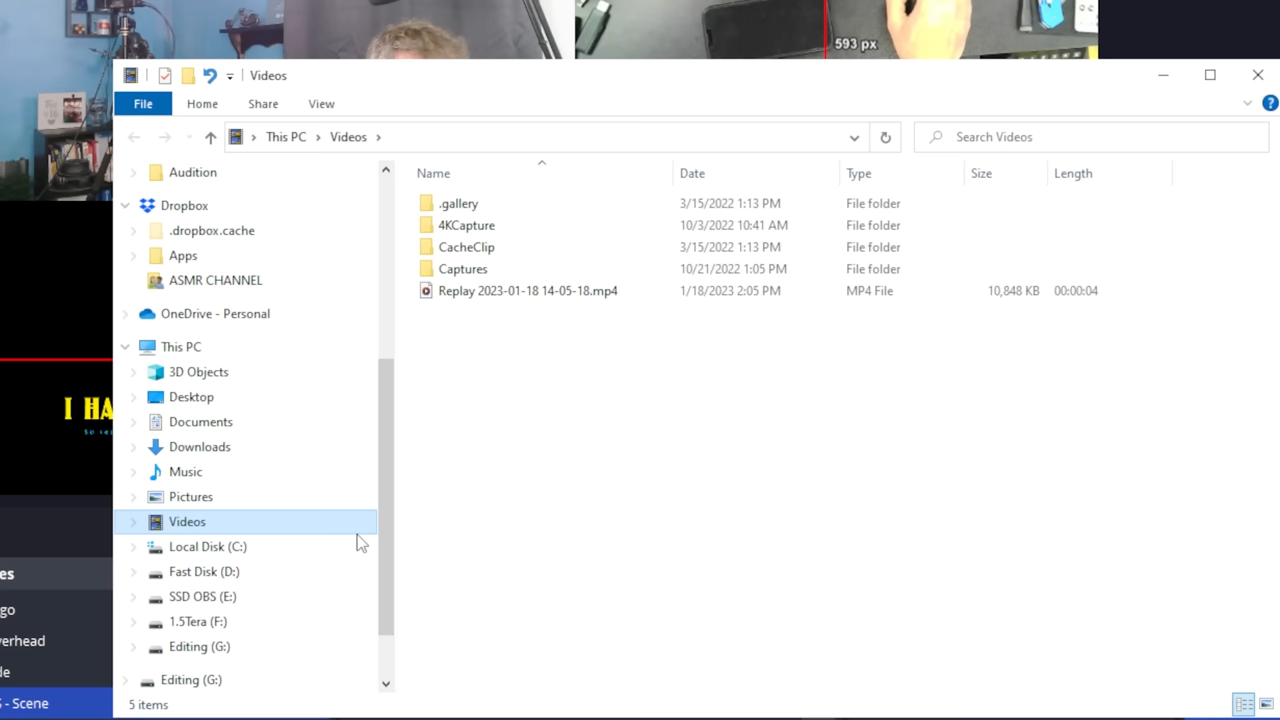 593 px
Videos
File
Home
Share
View
This PC
Videos
Search Videos
Audition
Dropbox
.dropbox.cache
Apps
ASMR CHANNEL
OneDrive - Personal
This PC
3D Objects
Desktop
Documents
Downloads
Music
Pictures
Videos
Local Disk (C:)
Fast Disk (D:)
SSD OBS (E:)
1.5Tera (F:)
Editing (G:)
Editing (G:)
Name Date Type Size Length
.gallery 3/15/2022 1:13 PM File folder
4KCapture 10/3/2022 10:41 AM File folder
CacheClip 3/15/2022 1:13 PM File folder
Captures 10/21/2022 1:05 PM File folder
Replay 2023-01-18 14-05-18.mp4 1/18/2023 2:05 PM MP4 File 10,848 KB 00:00:04
5 items
I HA
es
go
verhead
de
S - Scene